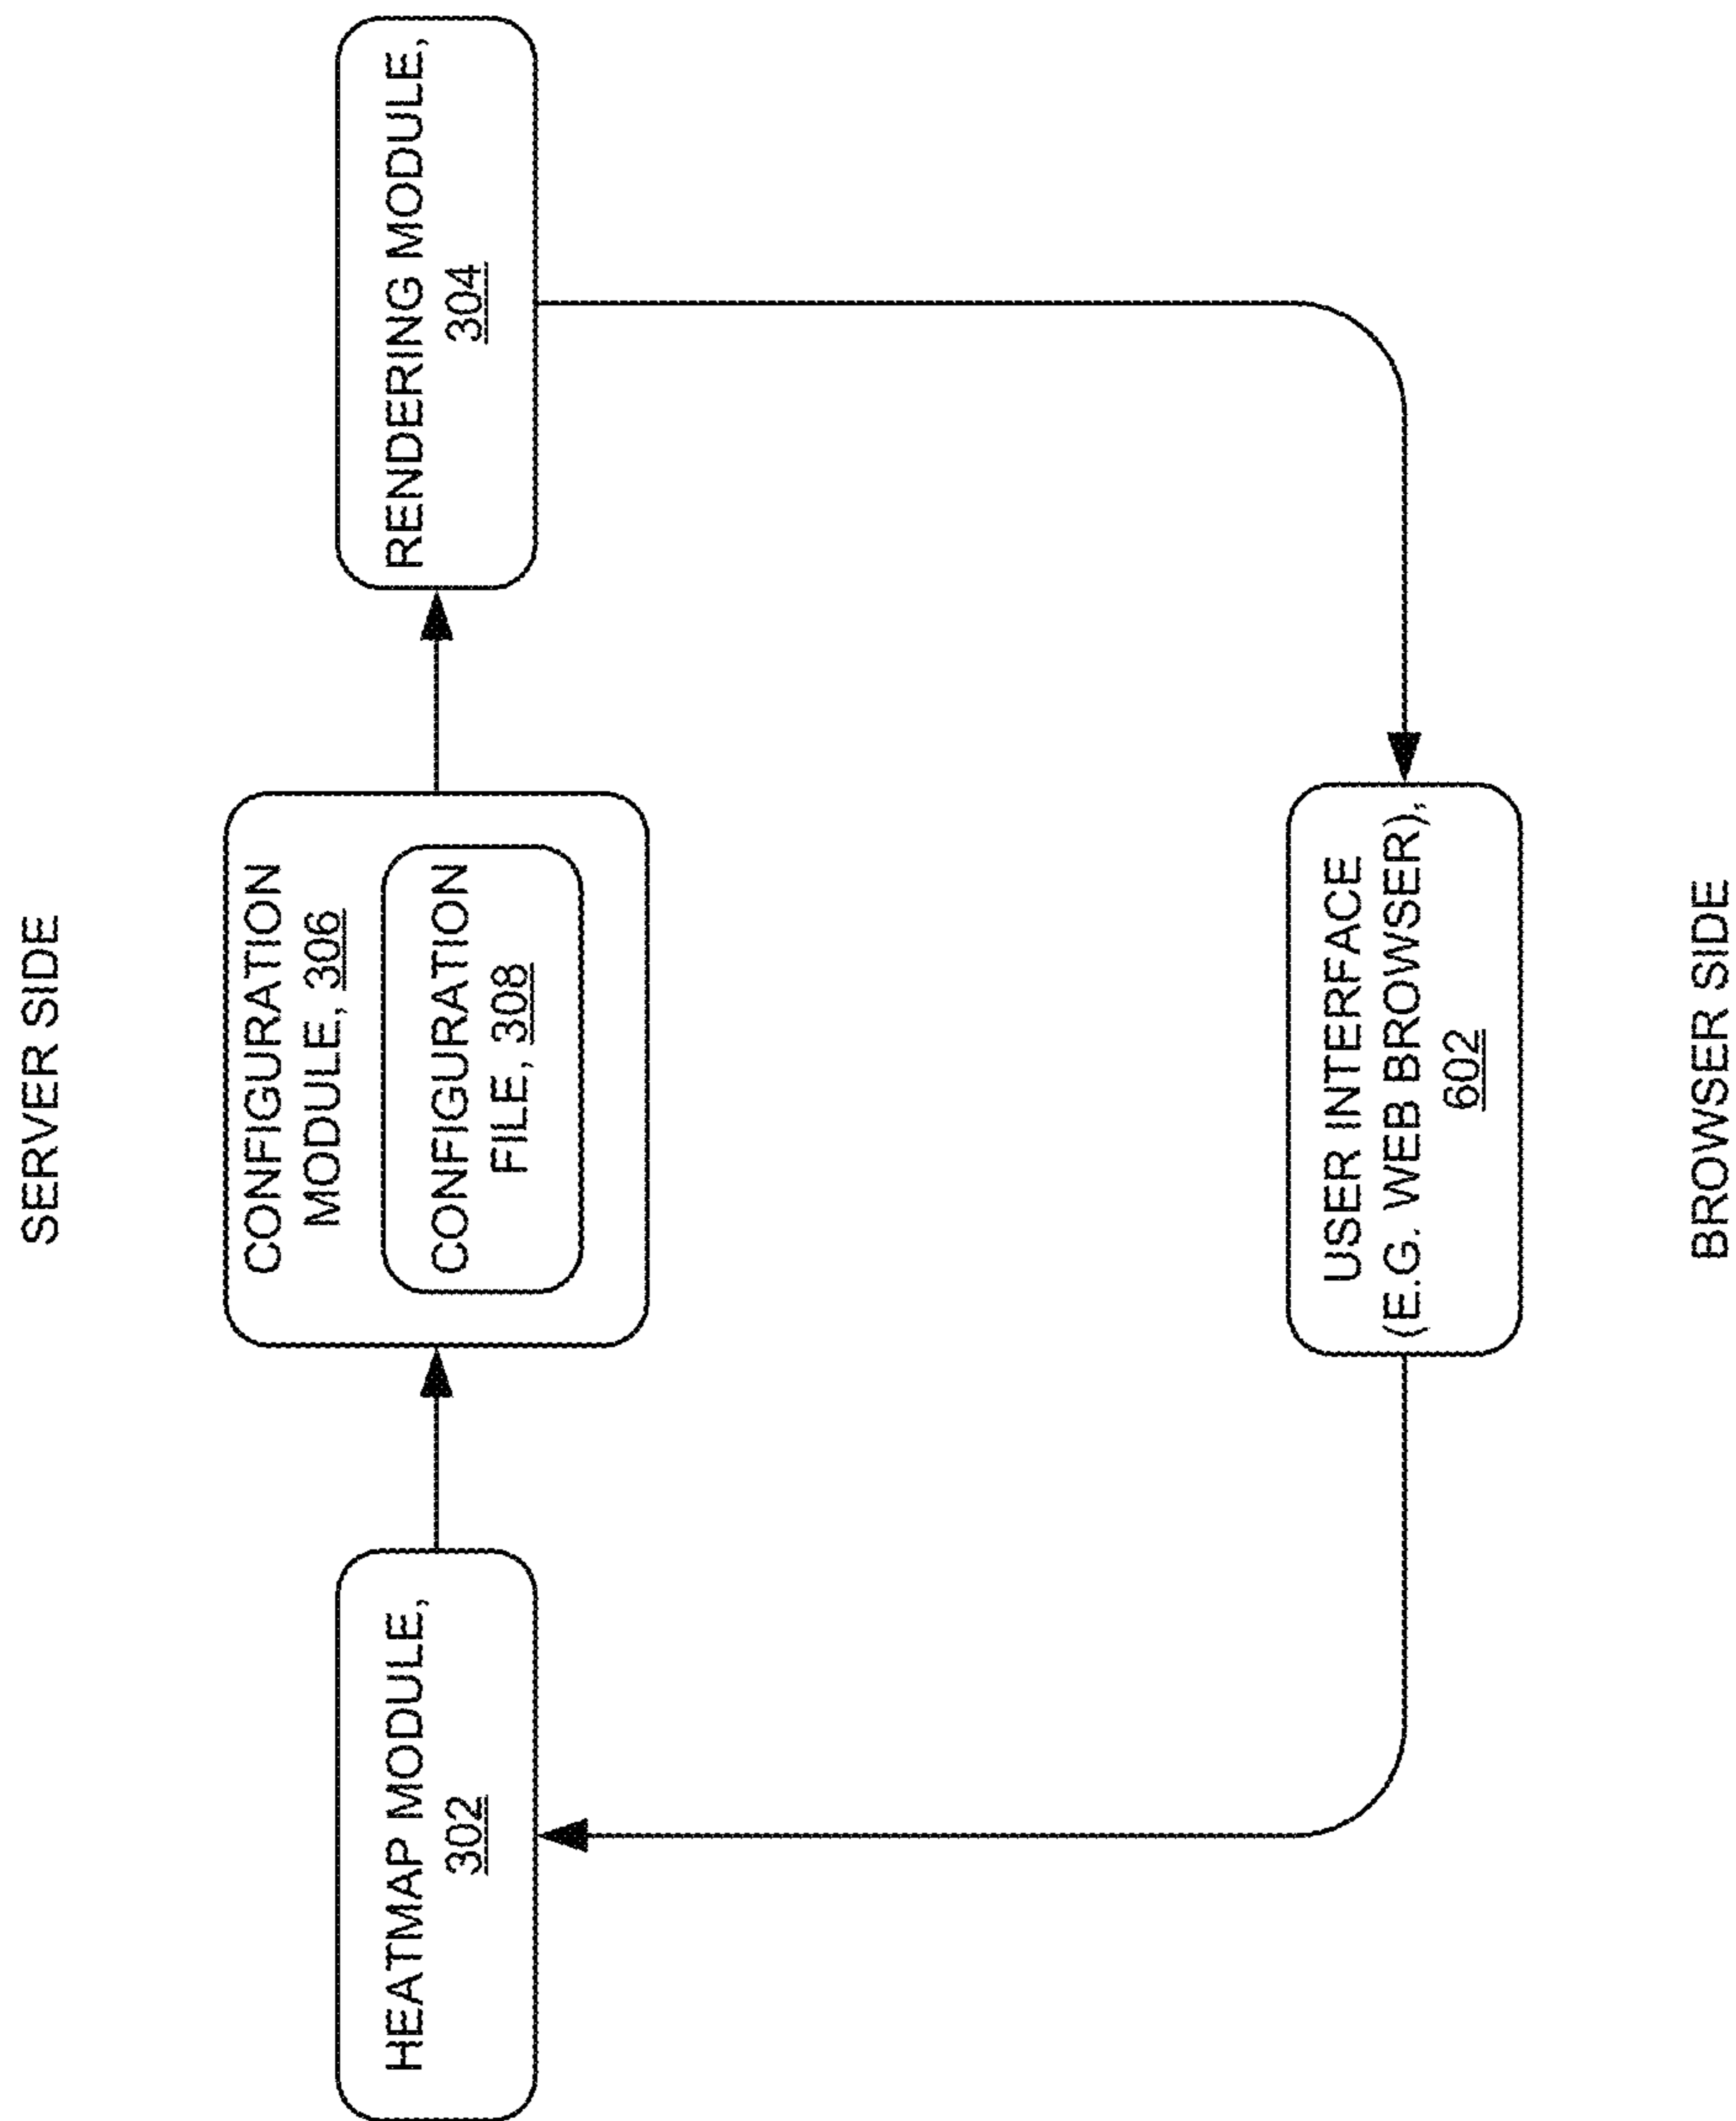 SERVER SIDE
HEATMAP MODULE,
302
CONFIGURATION
MODULE, 306
CONFIGURATION
FILE, 308
RENDERING MODULE,
304
USER INTERFACE
(E.G. WEB BROWSER),
602
BROWSER SIDE